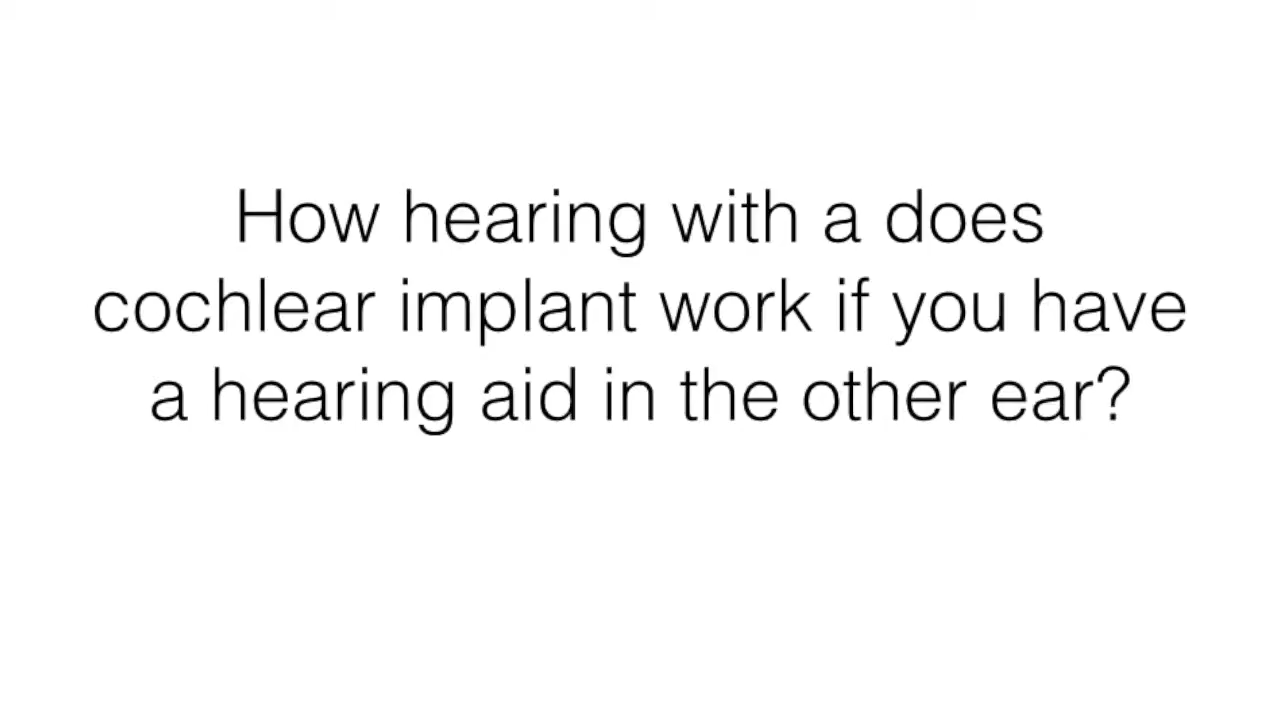 How hearing with a does
cochlear implant work if you have
a hearing aid in the other ear?